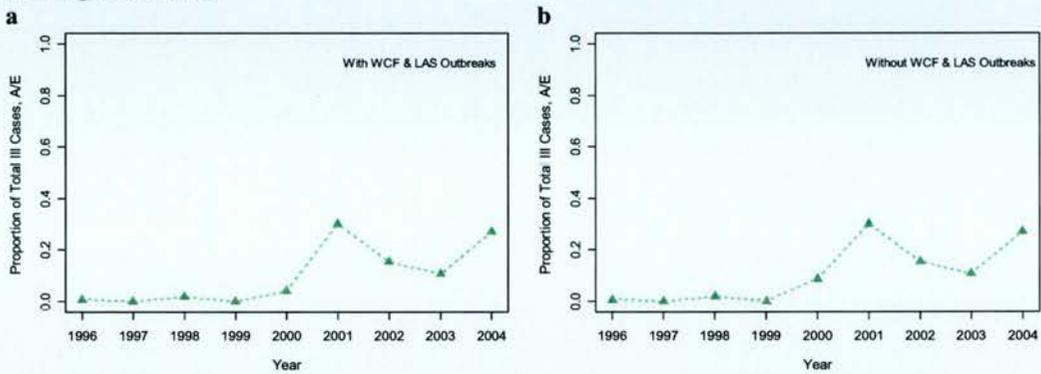 a
With WCF & LAS Outbreaks
Proportion of Total Ill Cases, A/E
1.0
0.8
0.6
0.4
0.2
0.0
1996 1997 1998 1999 2000 2001 2002 2003 2004
Year
b
Without WCF & LAS Outbreaks
Proportion of Total Ill Cases, A/E
1.0
0.8
0.6
0.4
0.2
0.0
1996 1997 1998 1999 2000 2001 2002 2003 2004
Year